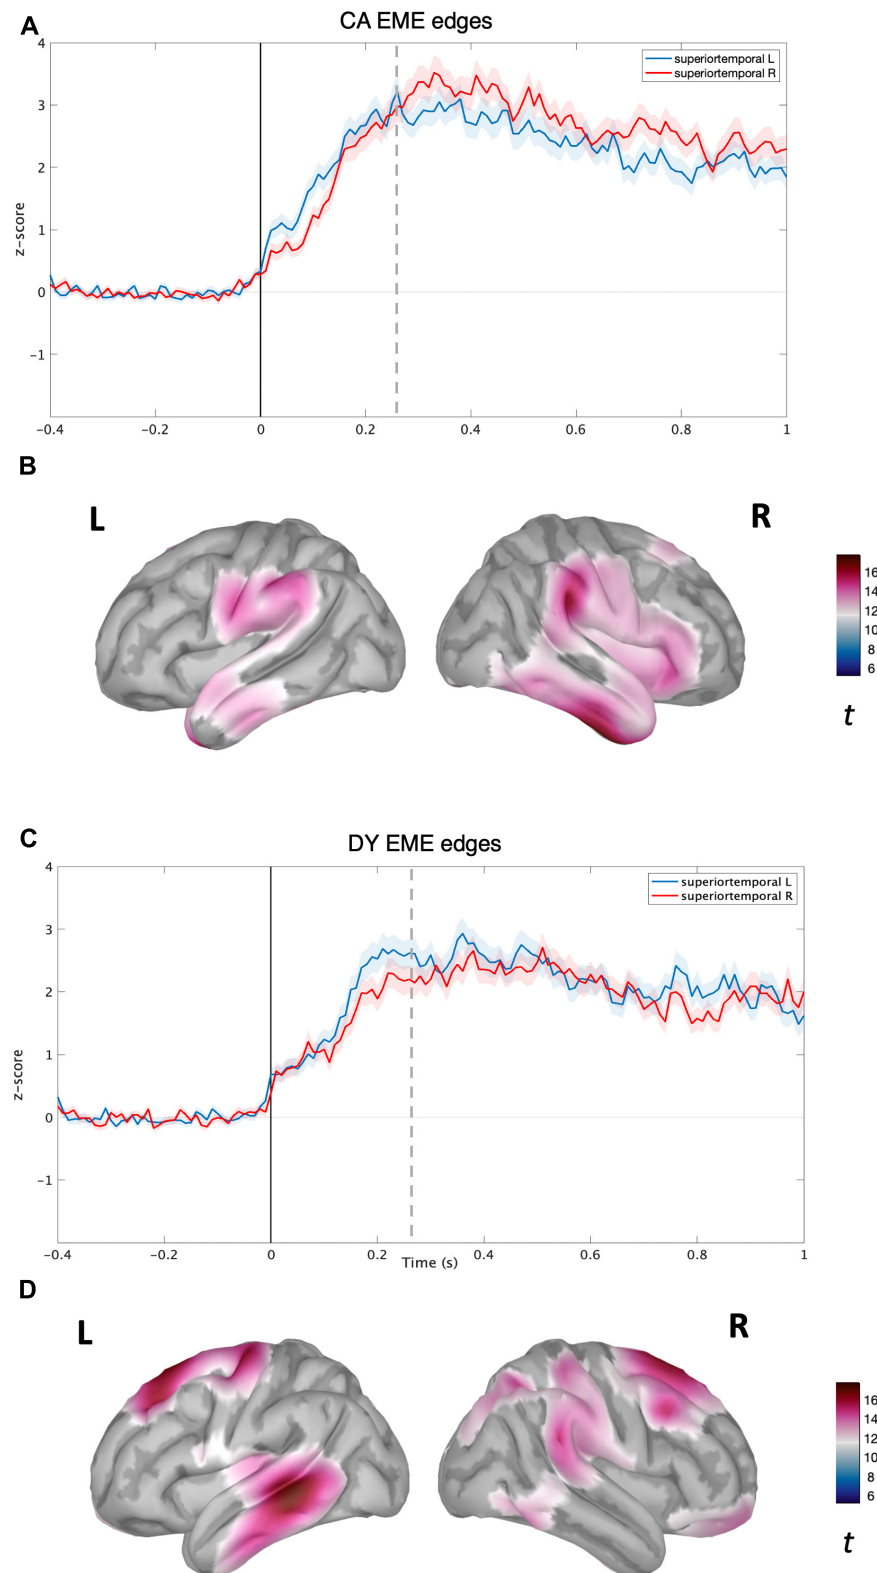 A
CA EME edges
4
3
2
1
0
−1
z-score
superiortemporal L
superiortemporal R
−0.4
−0.2
0
0.2
0.4
0.6
0.8
1
B
L
R
16
14
12
10
8
6
t
C
DY EME edges
4
3
2
1
0
−1
z-score
superiortemporal L
superiortemporal R
−0.4
−0.2
0
0.2
0.4
0.6
0.8
1
Time (s)
D
L
R
16
14
12
10
8
6
t